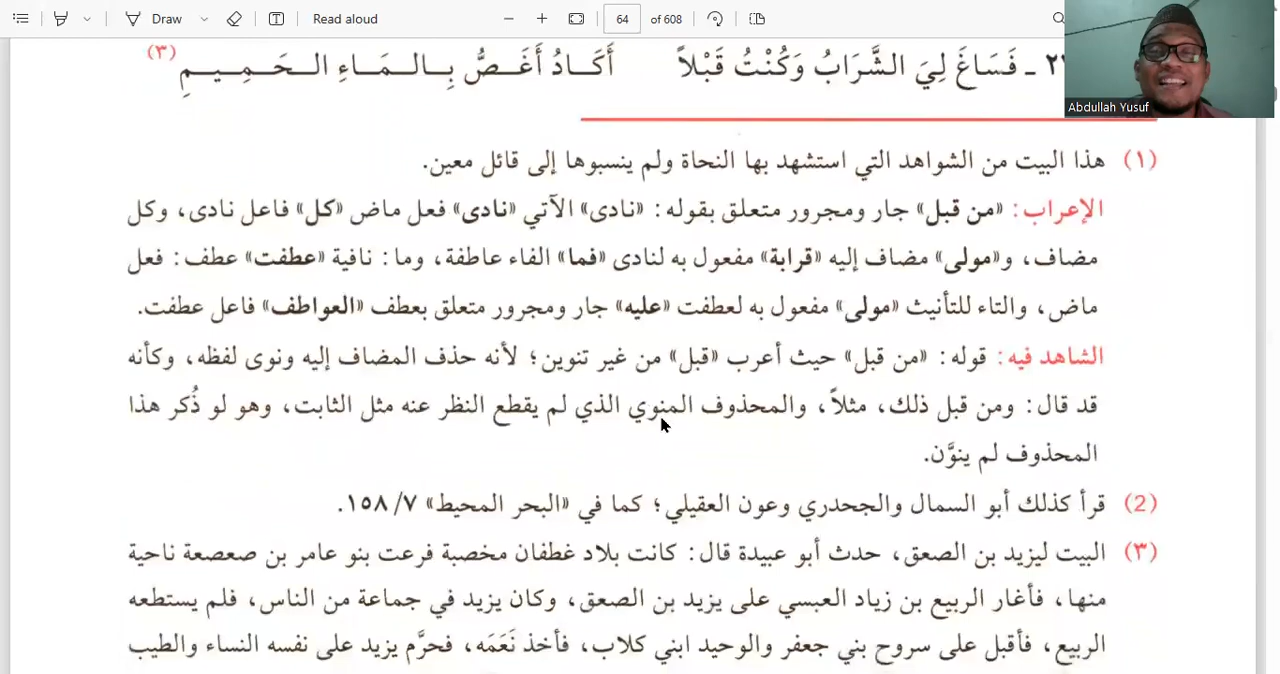 Draw
Read aloud
64
of 608
Abdullah Yusuf
ـ فَسَاغَ لِيَ الشَّرَابُ وَكُنْتُ قَبْلاً أَكَادُ أَغَصُّ بِالمَاءِ الحَمِيمِ (٣)
(١) هذا البيت من الشواهد التي استشهد بها النحاة ولم ينسبوها إلى قائل معين.
الإعراب: «من قبل» جار ومجرور متعلق بقوله: «نادى» الآتي «نادى» فعل ماض «كل» فاعل نادى، وكل
مضاف، و«مولى» مضاف إليه «قرابة» مفعول به لنادى «فما» الفاء عاطفة، وما: نافية «عطفت» عطف: فعل
ماض، والتاء للتأنيث «مولى» مفعول به لعطفت «عليه» جار ومجرور متعلق بعطف «العواطف» فاعل عطفت.
الشاهد فيه: قوله: «من قبل» حيث أعرب «قبل» من غير تنوين؛ لأنه حذف المضاف إليه ونوى لفظه، وكأنه
قد قال: ومن قبل ذلك، مثلاً، والمحذوف المنوي الذي لم يقطع النظر عنه مثل الثابت، وهو لو ذُكر هذا
المحذوف لم ينوَّن.
(2) قرأ كذلك أبو السمال والجحدري وعون العقيلي؛ كما في «البحر المحيط» ٧/ ١٥٨.
(٣) البيت ليزيد بن الصعق، حدث أبو عبيدة قال: كانت بلاد غطفان مخصبة فرعت بنو عامر بن صعصعة ناحية
منها، فأغار الربيع بن زياد العبسي على يزيد بن الصعق، وكان يزيد في جماعة من الناس، فلم يستطعه
الربيع، فأقبل على سروح بني جعفر والوحيد ابني كلاب، فأخذ نَعَمَه، فحرَّم يزيد على نفسه النساء والطيب